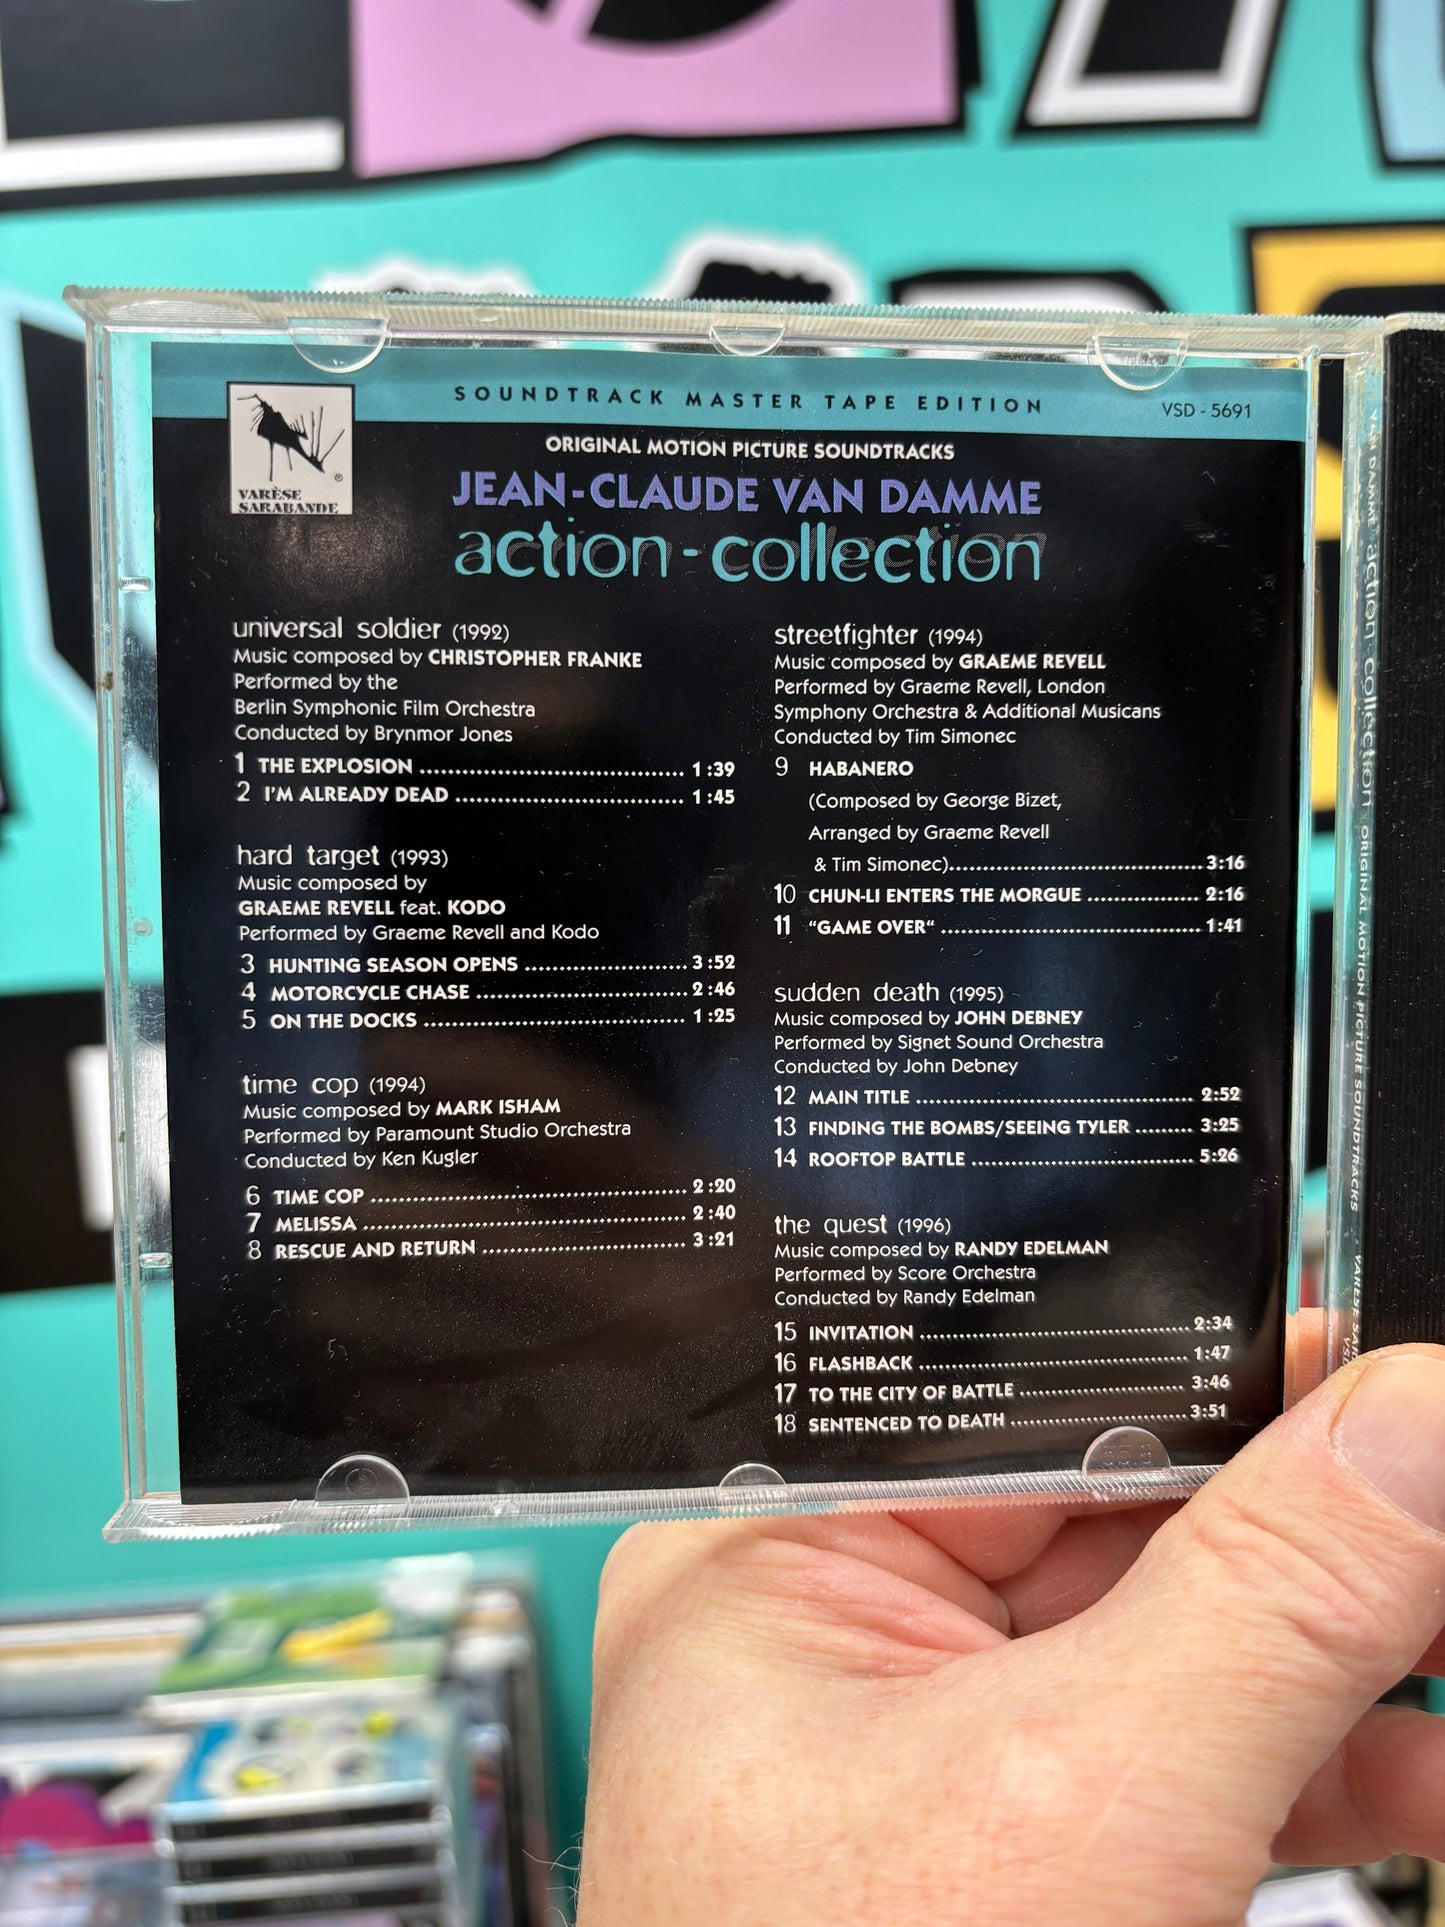 SOUNDTRACK MASTER TAPE EDITION
VSD - 5691
VARÈSE
SARABANDE
®
ORIGINAL MOTION PICTURE SOUNDTRACKS
JEAN-CLAUDE VAN DAMME
action - collection
universal soldier (1992)
Music composed by CHRISTOPHER FRANKE
Performed by the
Berlin Symphonic Film Orchestra
Conducted by Brynmor Jones
1 THE EXPLOSION 1:39
2 I'M ALREADY DEAD 1:45
hard target (1993)
Music composed by
GRAEME REVELL feat. KODO
Performed by Graeme Revell and Kodo
3 HUNTING SEASON OPENS 3:52
4 MOTORCYCLE CHASE 2:46
5 ON THE DOCKS 1:25
time cop (1994)
Music composed by MARK ISHAM
Performed by Paramount Studio Orchestra
Conducted by Ken Kugler
6 TIME COP 2:20
7 MELISSA 2:40
8 RESCUE AND RETURN 3:21
streetfighter (1994)
Music composed by GRAEME REVELL
Performed by Graeme Revell, London
Symphony Orchestra & Additional Musicans
Conducted by Tim Simonec
9 HABANERO
(Composed by George Bizet,
Arranged by Graeme Revell
& Tim Simonec) 3:16
10 CHUN-LI ENTERS THE MORGUE 2:16
11 “GAME OVER“ 1:41
sudden death (1995)
Music composed by JOHN DEBNEY
Performed by Signet Sound Orchestra
Conducted by John Debney
12 MAIN TITLE 2:52
13 FINDING THE BOMBS/SEEING TYLER 3:25
14 ROOFTOP BATTLE 5:26
the quest (1996)
Music composed by RANDY EDELMAN
Performed by Score Orchestra
Conducted by Randy Edelman
15 INVITATION 2:34
16 FLASHBACK 1:47
17 TO THE CITY OF BATTLE 3:46
18 SENTENCED TO DEATH 3:51
VAN DAMME action collection ORIGINAL MOTION PICTURE SOUNDTRACKS VARESE